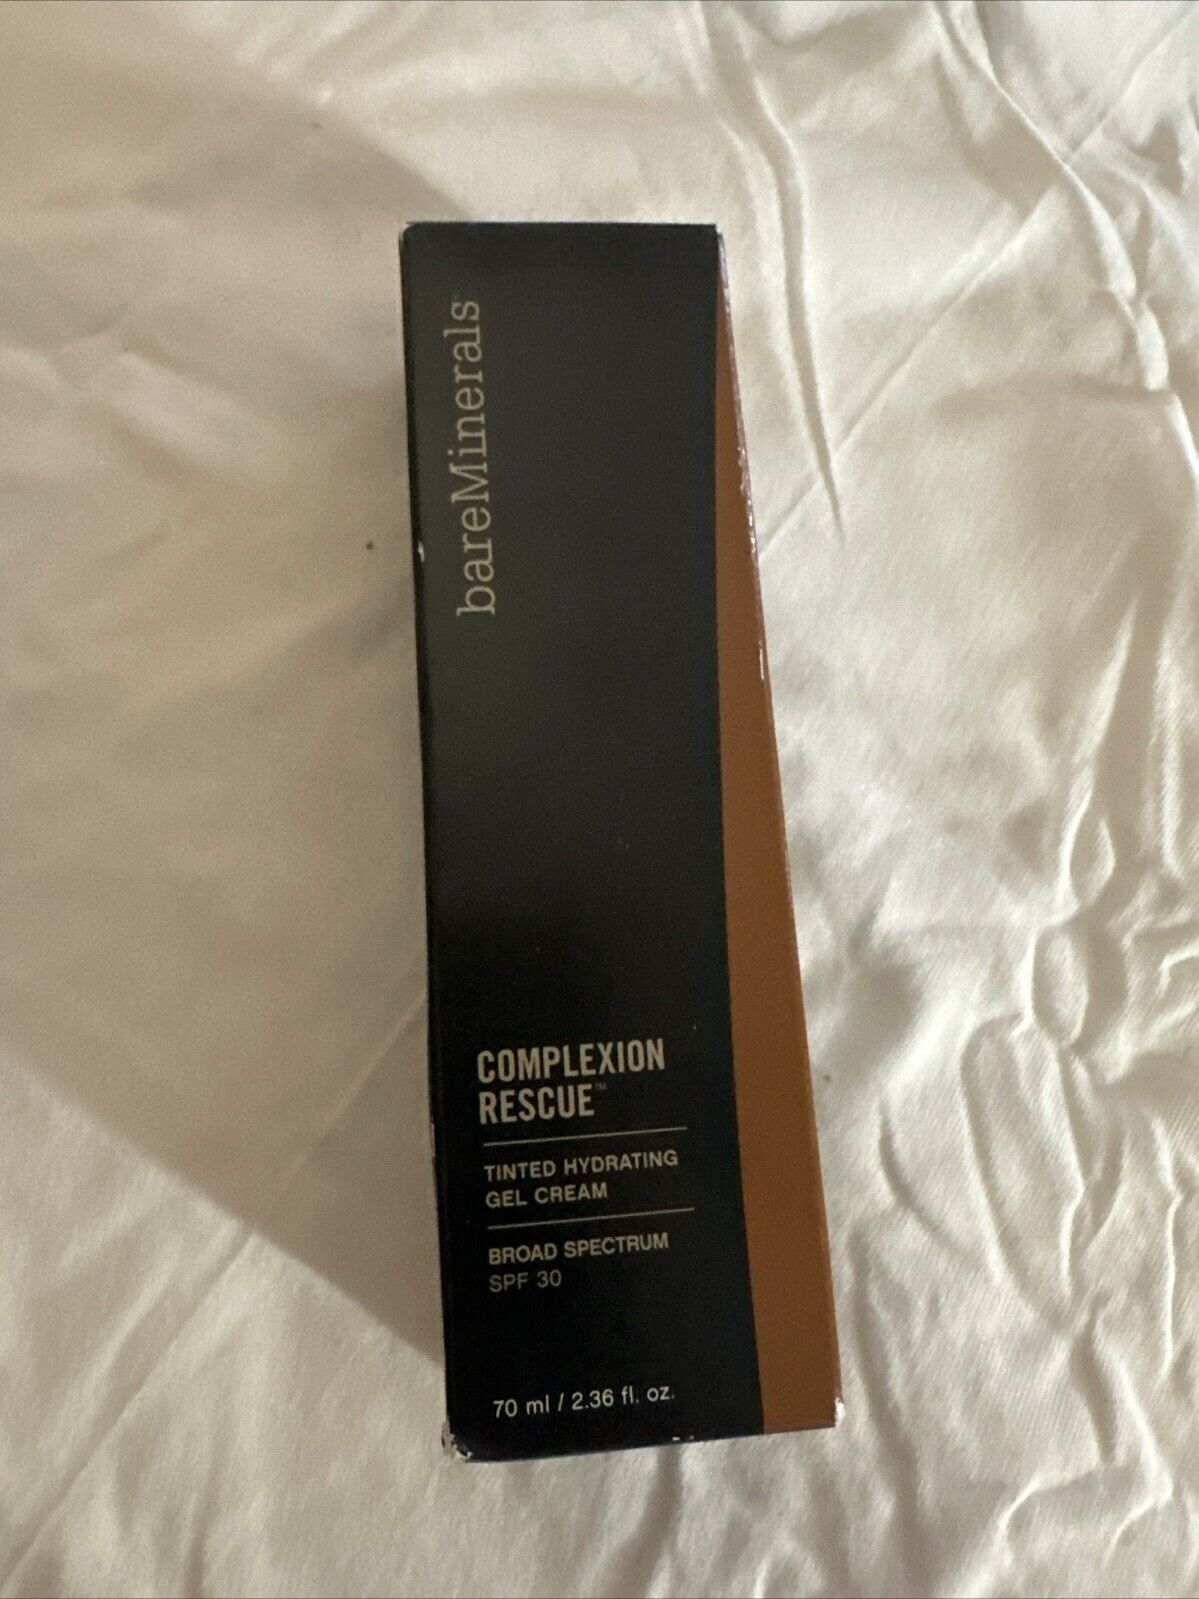 bareMinerals
COMPLEXION
RESCUE™
TINTED HYDRATING
GEL CREAM
BROAD SPECTRUM
SPF 30
70 ml / 2.36 fl. oz.